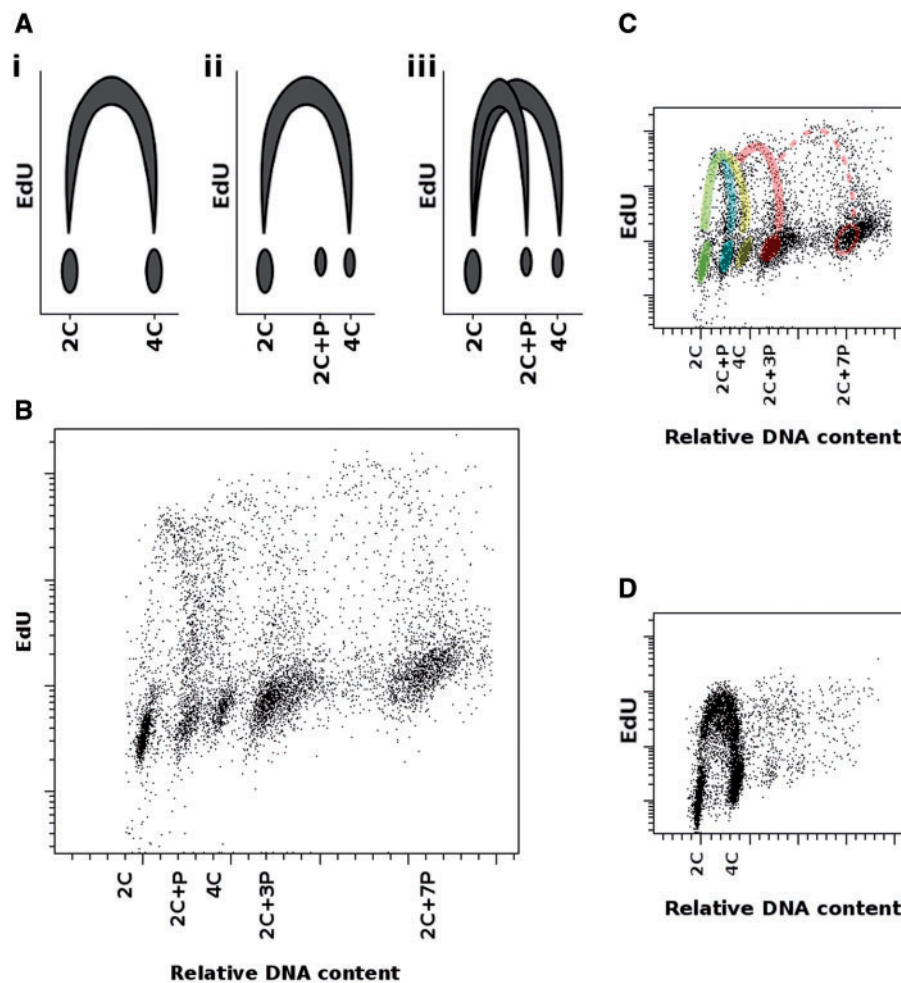 A
i
EdU
2C
4C
ii
EdU
2C
2C+P
4C
iii
EdU
2C
2C+P
4C
B
EdU
2C
2C+P
4C
2C+3P
2C+7P
Relative DNA content
C
EdU
2C
2C+P
4C
2C+3P
2C+7P
Relative DNA content
D
EdU
2C
4C
Relative DNA content